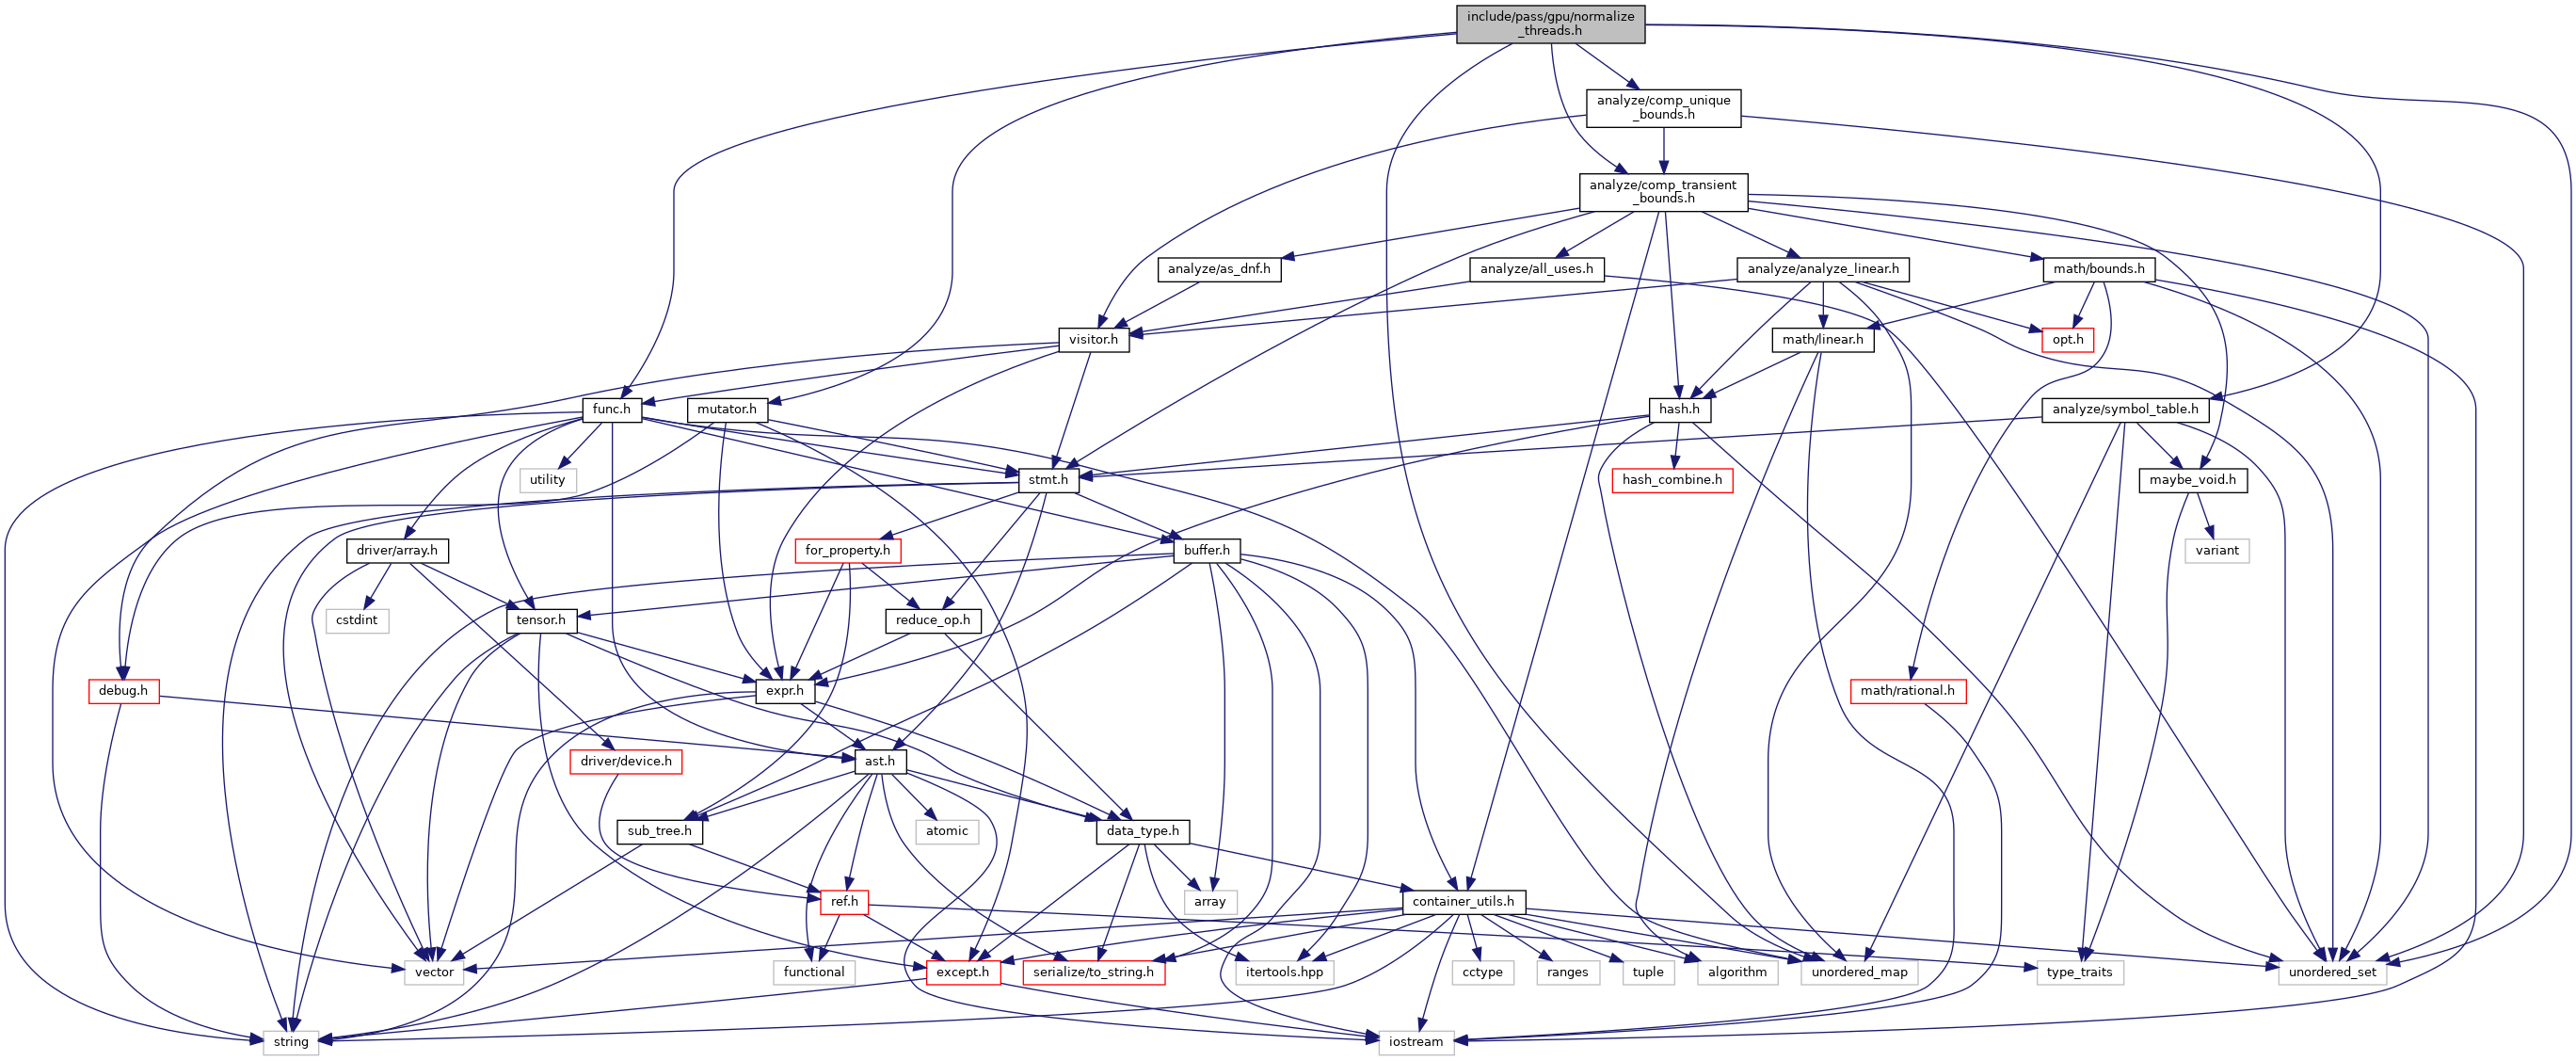 include/pass/gpu/normalize
_threads.h
analyze/comp_unique
_bounds.h
analyze/comp_transient
_bounds.h
analyze/as_dnf.h
analyze/all_uses.h
analyze/analyze_linear.h
math/bounds.h
visitor.h
math/linear.h
opt.h
func.h
mutator.h
hash.h
analyze/symbol_table.h
utility
stmt.h
hash_combine.h
maybe_void.h
driver/array.h
for_property.h
buffer.h
variant
cstdint
tensor.h
reduce_op.h
debug.h
expr.h
math/rational.h
driver/device.h
ast.h
sub_tree.h
atomic
data_type.h
ref.h
array
container_utils.h
vector
functional
except.h
serialize/to_string.h
itertools.hpp
cctype
ranges
tuple
algorithm
unordered_map
type_traits
unordered_set
string
iostream